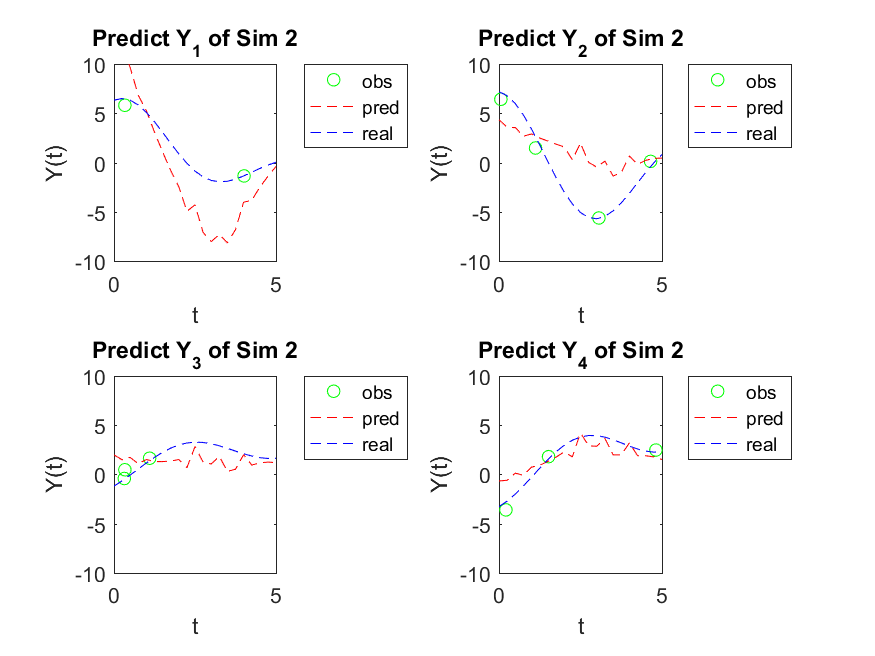 Predict Y1 of Sim 2
10
5
0
-5
-10
Y(t)
0
5
t
obs
pred
real
Predict Y2 of Sim 2
10
5
0
-5
-10
Y(t)
0
5
t
obs
pred
real
Predict Y3 of Sim 2
10
5
0
-5
-10
Y(t)
0
5
t
obs
pred
real
Predict Y4 of Sim 2
10
5
0
-5
-10
Y(t)
0
5
t
obs
pred
real